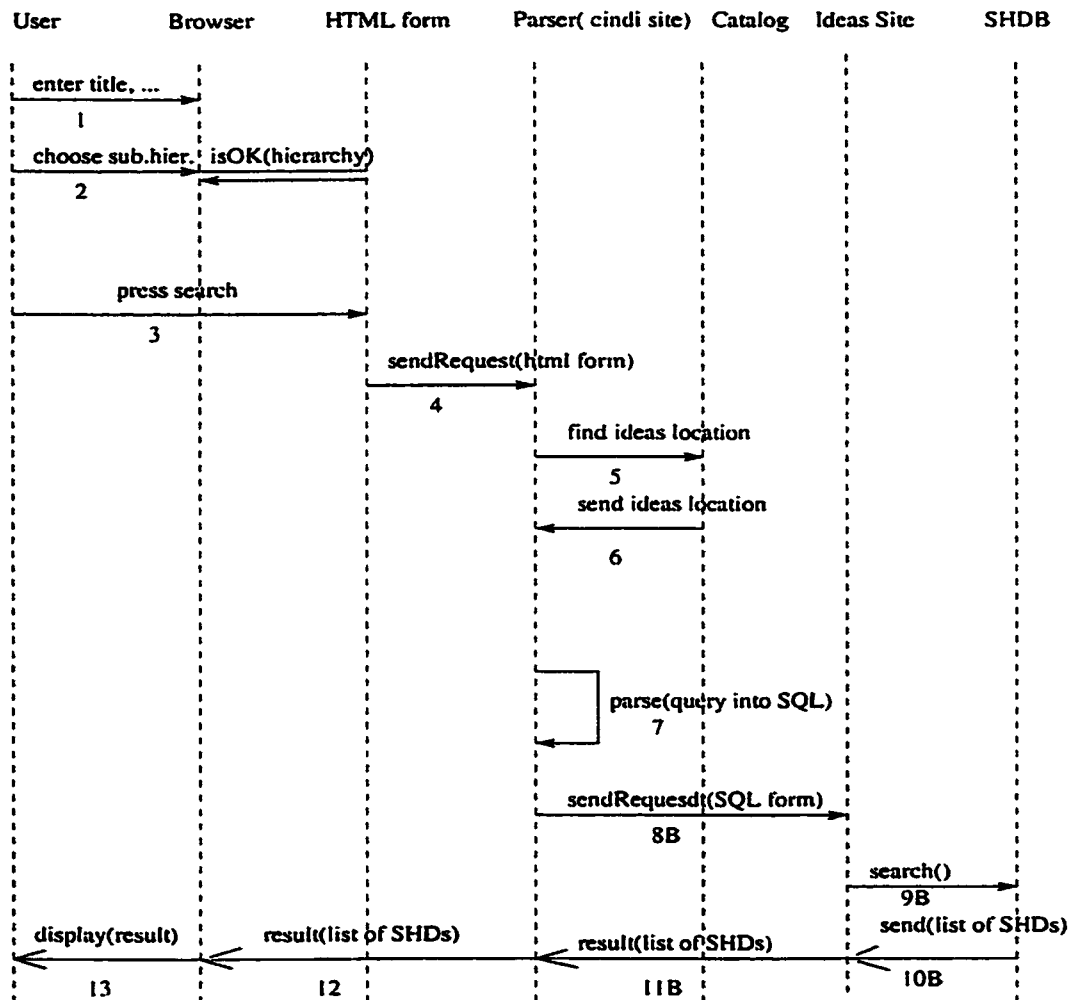 User Browser HTML form Parser( cindi site) Catalog Ideas Site SHDB
enter title, ...
1
choose sub.hier. isOK(hierarchy)
2
press search
3
sendRequest(html form)
4
find ideas location
5
send ideas location
6
parse(query into SQL)
7
sendRequesdt(SQL form)
8B
search()
9B
send(list of SHDs)
display(result) result(list of SHDs) result(list of SHDs)
13 12 11B 10B